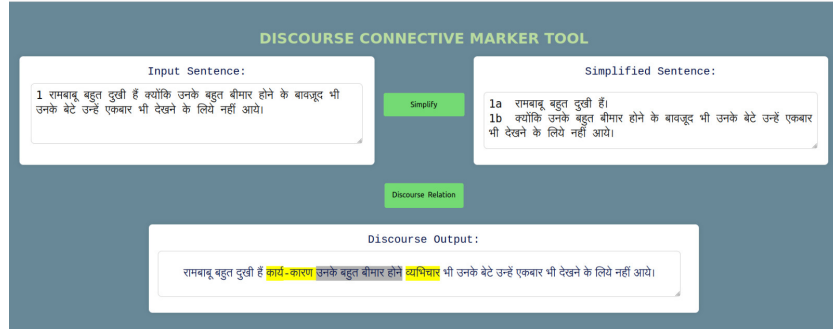 DISCOURSE CONNECTIVE MARKER TOOL
Input Sentence:
1 रामबाबू बहुत दुखी हैं क्योंकि उनके बहुत बीमार होने के बावज़ूद भी
उनके बेटे उन्हें एकबार भी देखने के लिये नहीं आये।
Simplify
Simplified Sentence:
1a रामबाबू बहुत दुखी हैं।
1b क्योंकि उनके बहुत बीमार होने के बावज़ूद भी उनके बेटे उन्हें एकबार
भी देखने के लिये नहीं आये।
Discourse Relation
Discourse Output:
रामबाबू बहुत दुखी हैं कार्य-कारण उनके बहुत बीमार होने व्यभिचार भी उनके बेटे उन्हें एकबार भी देखने के लिये नहीं आये।